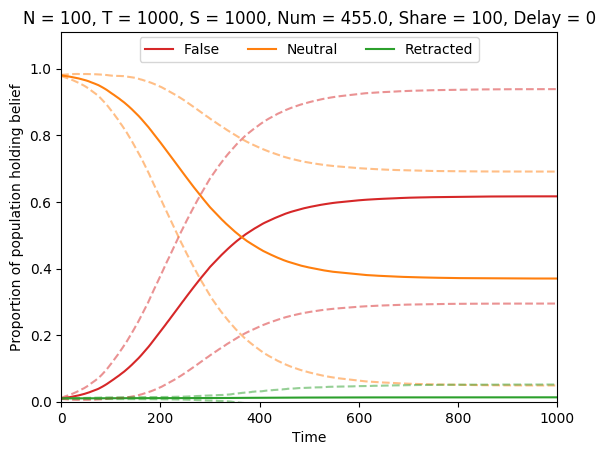 N = 100, T = 1000, S = 1000, Num = 455.0, Share = 100, Delay = 0
False Neutral Retracted
1.0
0.8
0.6
0.4
0.2
0.0
Proportion of population holding belief
0 200 400 600 800 1000
Time